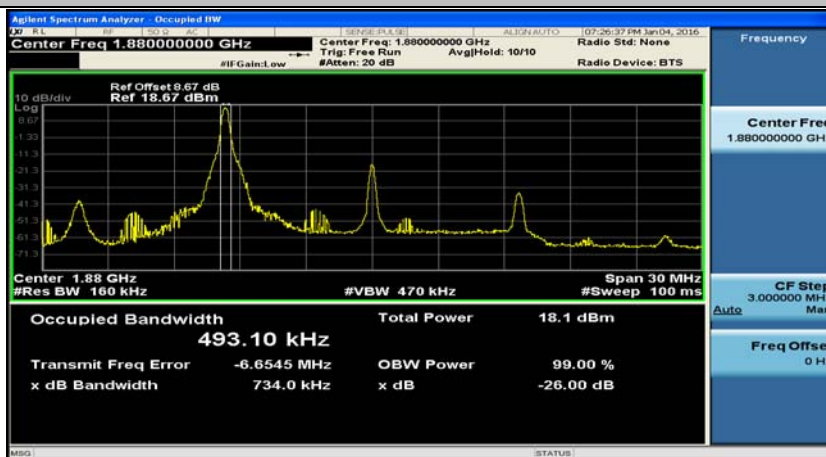 Agilent Spectrum Analyzer - Occupied BW
RL RF 50 Ω AC SENSE:PULSE ALIGN AUTO 07:26:37 PM Jan 04, 2016
Center Freq 1.880000000 GHz
Center Freq: 1.880000000 GHz Radio Std: None
Trig: Free Run Avg|Hold: 10/10
#IFGain:Low #Atten: 20 dB Radio Device: BTS
Ref Offset 8.67 dB
10 dB/div Ref 18.67 dBm
Log
8.67
-1.33
-11.3
-21.3
-31.3
-41.3
-51.3
-61.3
-71.3
Center 1.88 GHz Span 30 MHz
#Res BW 160 kHz #VBW 470 kHz #Sweep 100 ms
Occupied Bandwidth Total Power 18.1 dBm
493.10 kHz
Transmit Freq Error -6.6545 MHz OBW Power 99.00 %
x dB Bandwidth 734.0 kHz x dB -26.00 dB
MSG STATUS
Frequency
Center Fre
1.880000000 GH
CF Ste
3.000000 MH
Auto Ma
Freq Offse
0 H